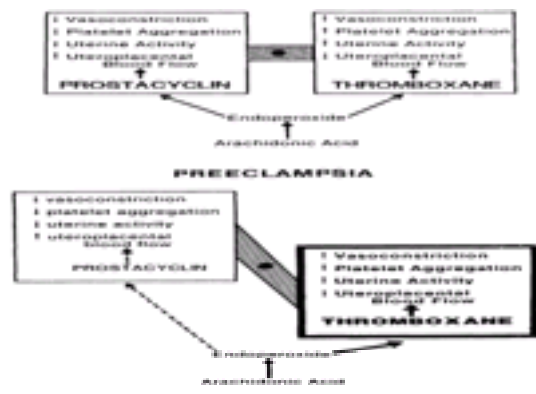 Vasoconstriction
Platelet Aggregation
Uterine Activity
Uteroplacental
Blood Flow
PROSTACYCLIN
Vasoconstriction
Platelet Aggregation
Uterine Activity
Uteroplacental
Blood Flow
THROMBOXANE
Endoperoxide
Arachidonic Acid
PREECLAMPSIA
vasoconstriction
platelet aggregation
uterine activity
uteroplacental
blood flow
PROSTACYCLIN
Vasoconstriction
Platelet Aggregation
Uterine Activity
Uteroplacental
Blood Flow
THROMBOXANE
Endoperoxide
Arachidonic Acid